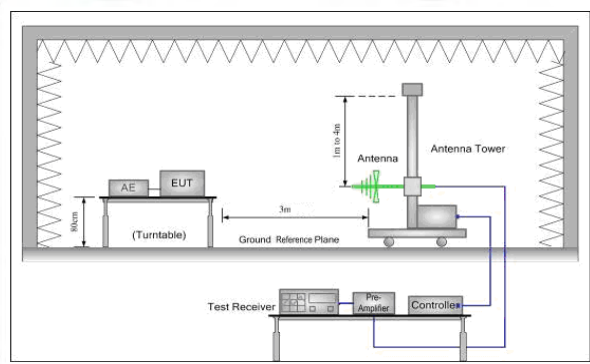 1m to 4m
Antenna
Antenna Tower
AE
EUT
80cm
(Turntable)
3m
Ground Reference Plane
Test Receiver
Pre-
Amplifier
Controller